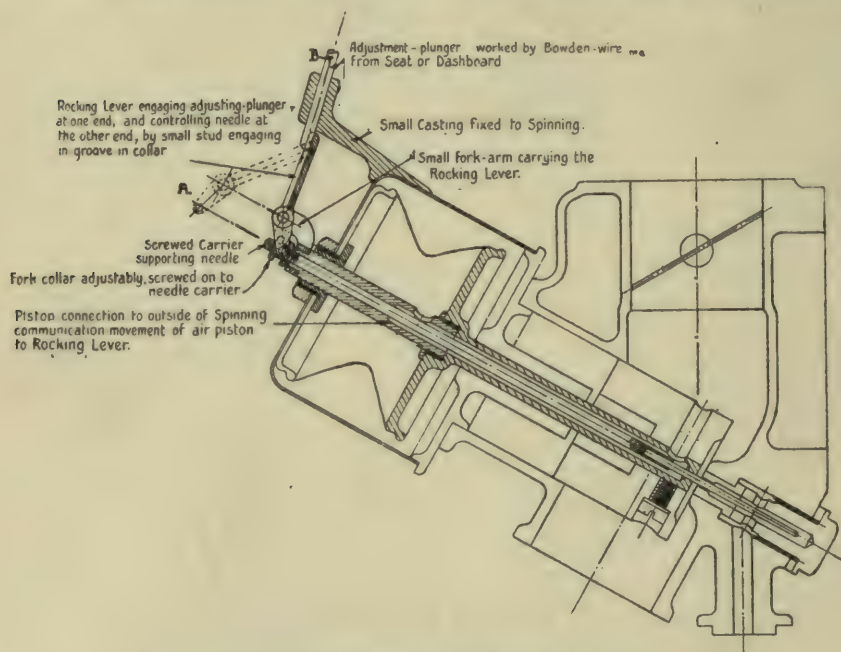 B
Adjustment-plunger worked by Bowden-wire
from Seat or Dashboard
Rocking Lever engaging adjusting-plunger
at one end, and controlling needle at
the other end, by small stud engaging
in groove in collar
Small Casting fixed to Spinning.
Small fork-arm carrying the
Rocking Lever.
A
Screwed Carrier
supporting needle
Fork collar adjustably, screwed on to
needle carrier
Piston connection to outside of Spinning
communication movement of air piston
to Rocking Lever.